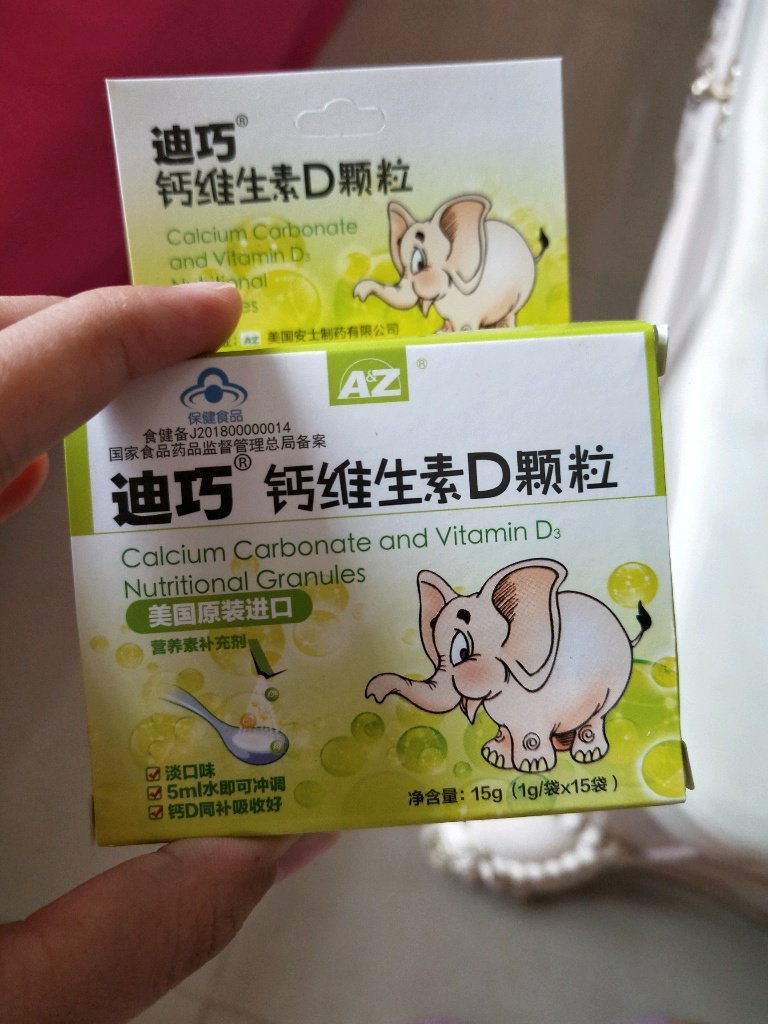 迪巧®
钙维生素D颗粒
Calcium Carbonate
and Vitamin D₃
美国安士制药有限公司
A&Z ®
保健食品
食健备J201800000014
国家食品药品监督管理总局备案
迪巧® 钙维生素D颗粒
Calcium Carbonate and Vitamin D₃
Nutritional Granules
美国原装进口
营养素补充剂
淡口味
5ml水即可冲调
钙D同补吸收好
净含量：15g（1g/袋x15袋）